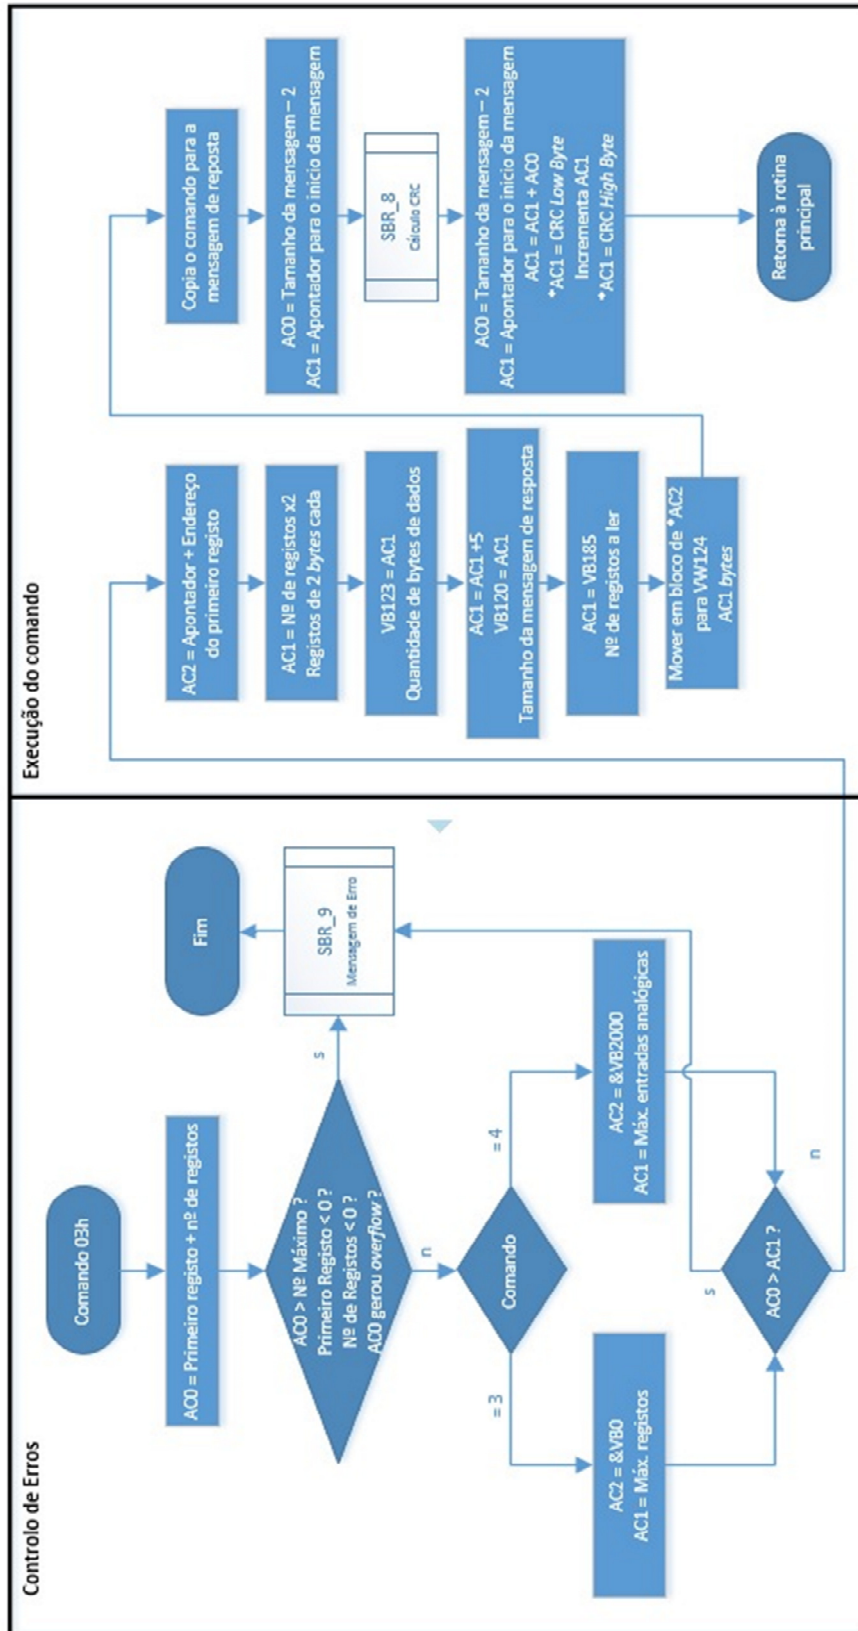 Controlo de Erros
Comando 03h
AC0 = Primeiro registo + nº de registos
AC0 > Nº Máximo ?
Primeiro Registo < 0 ?
Nº de Registos < 0 ?
AC0 gerou overflow ?
s
n
SBR_9
Mensagem de Erro
Fim
Comando
= 3
= 4
AC2 = &VB0
AC1 = Máx. registos
AC2 = &VB2000
AC1 = Máx. entradas analógicas
AC0 > AC1 ?
s
n
Execução do comando
AC2 = Apontador + Endereço
do primeiro registo
AC1 = Nº de registos x2
Registos de 2 bytes cada
VB123 = AC1
Quantidade de bytes de dados
AC1 = AC1 +5
VB120 = AC1
Tamanho da mensagem de resposta
AC1 = VB185
Nº de registos a ler
Mover em bloco de *AC2
para VW124
AC1 bytes
Copia o comando para a
mensagem de reposta
AC0 = Tamanho da mensagem – 2
AC1 = Apontador para o inicio da mensagem
SBR_8
Cálculo CRC
AC0 = Tamanho da mensagem – 2
AC1 = Apontador para o inicio da mensagem
AC1 = AC1 + AC0
*AC1 = CRC Low Byte
Incrementa AC1
*AC1 = CRC High Byte
Retorna à rotina
principal